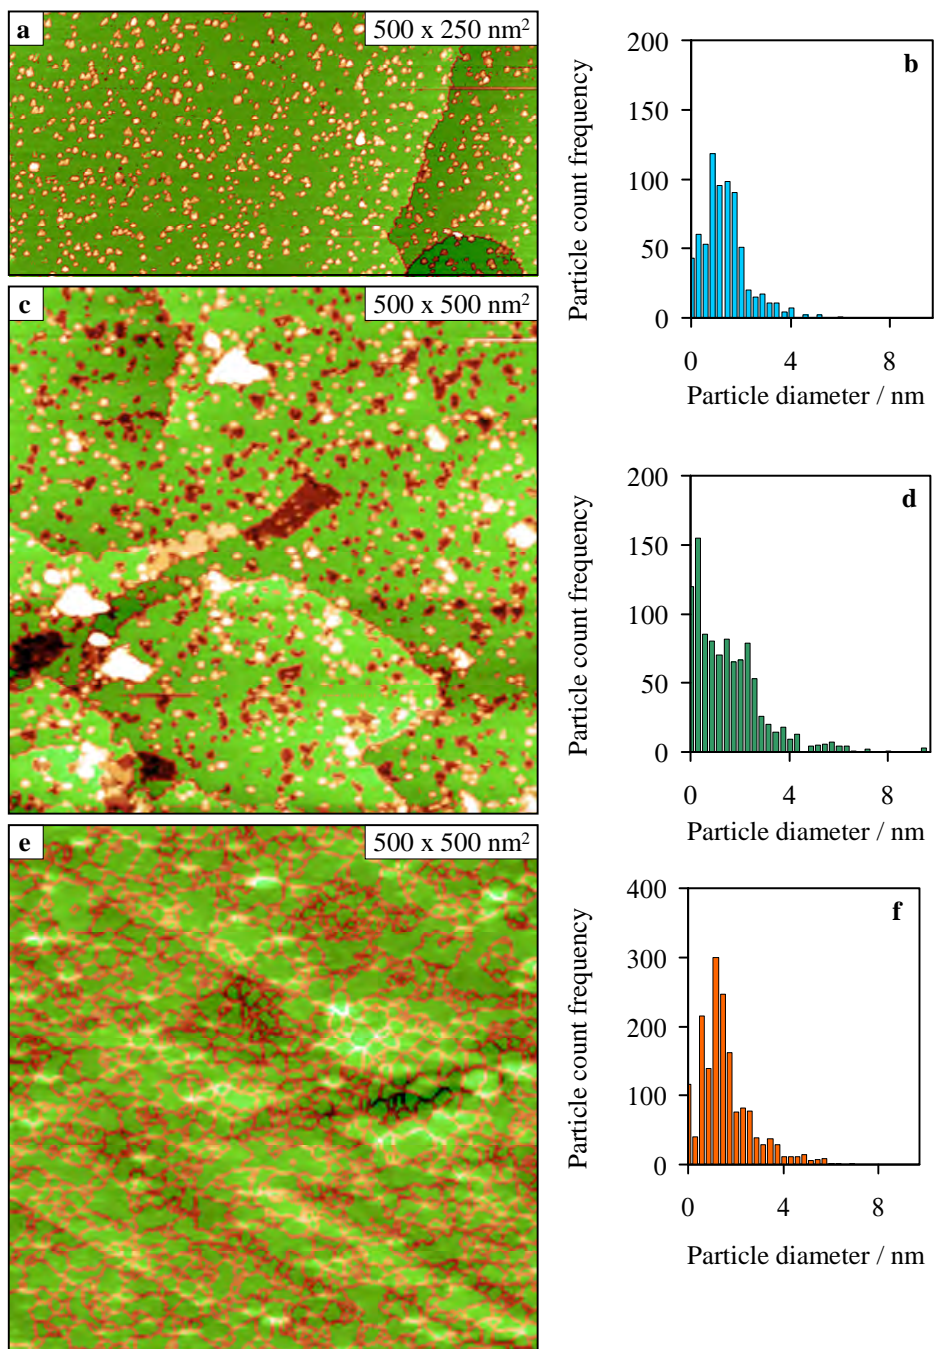 a
500 x 250 nm²
b
Particle count frequency
200
150
100
50
0
0 4 8
Particle diameter / nm
c
500 x 500 nm²
d
Particle count frequency
200
150
100
50
0
0 4 8
Particle diameter / nm
e
500 x 500 nm²
f
Particle count frequency
400
300
200
100
0
0 4 8
Particle diameter / nm